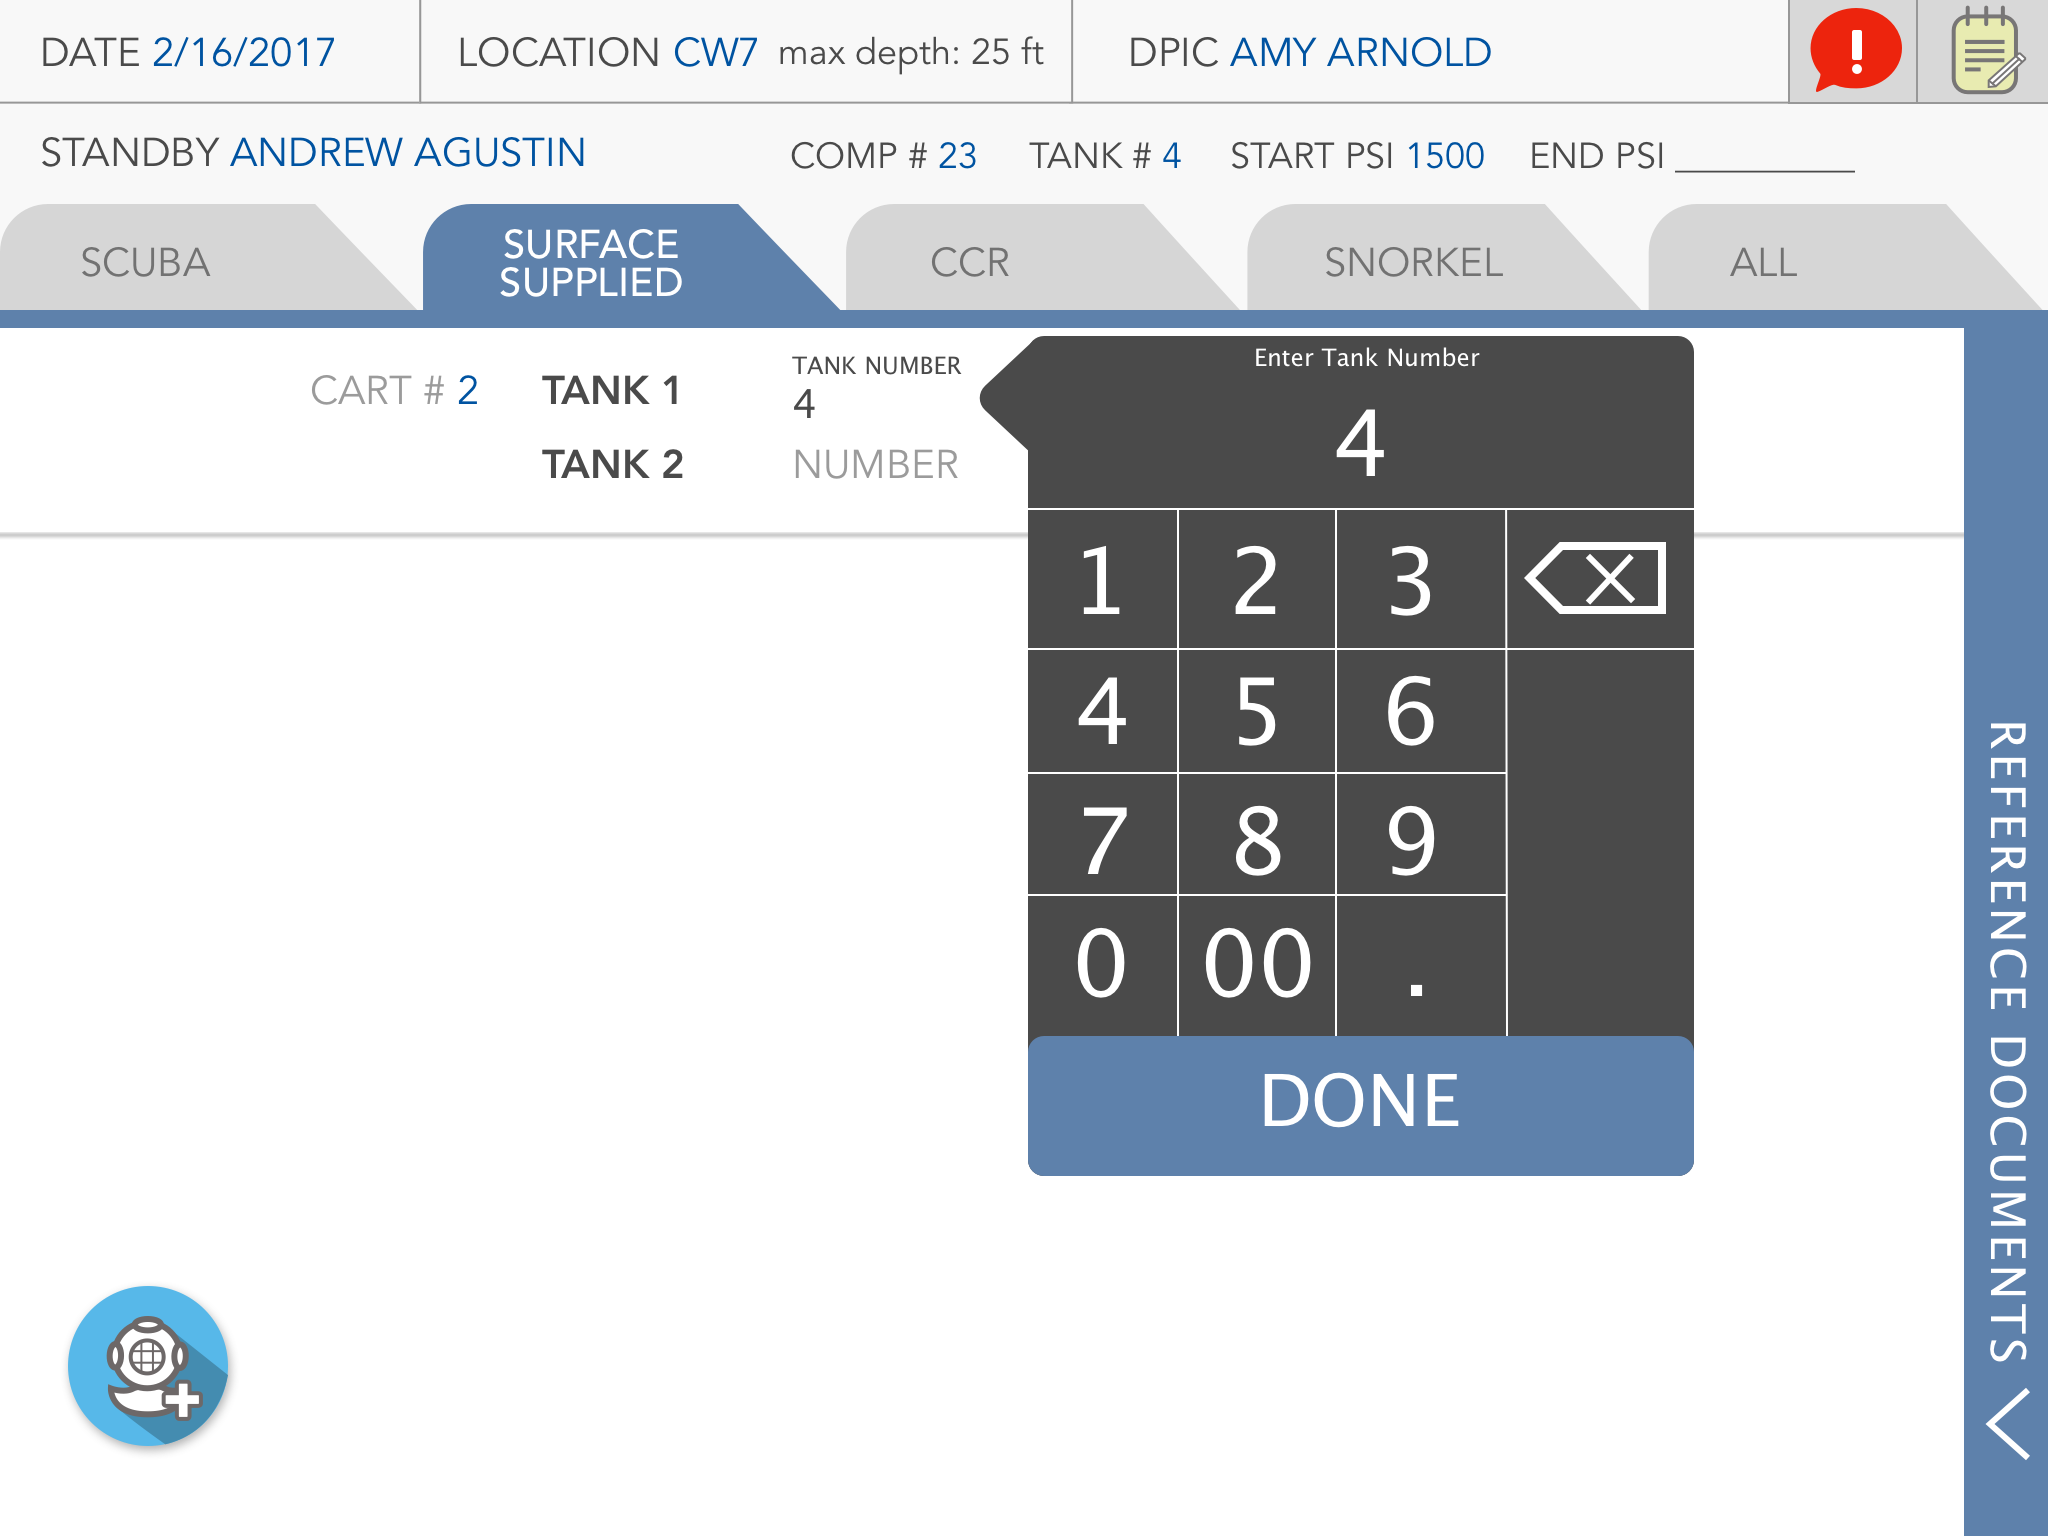 DATE 2/16/2017
LOCATION CW7 max depth: 25 ft
DPIC AMY ARNOLD
!
STANDBY ANDREW AGUSTIN
COMP # 23
TANK # 4
START PSI 1500
END PSI
SCUBA
SURFACE
SUPPLIED
CCR
SNORKEL
ALL
CART # 2
TANK 1
TANK NUMBER
4
TANK 2
NUMBER
Enter Tank Number
4
1 2 3
4 5 6
7 8 9
0 00 .
DONE
REFERENCE DOCUMENTS